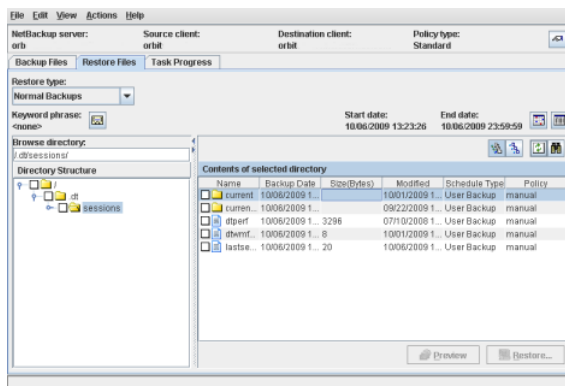 File Edit View Actions Help
NetBackup server: Source client: Destination client: Policy type:
orb orbit orbit Standard
Backup Files Restore Files Task Progress
Restore type:
Normal Backups
Keyword phrase: Start date: End date:
<none> 10/06/2009 13:23:26 10/06/2009 23:59:59
Browse directory:
/.dt/sessions/
Directory Structure Contents of selected directory
Name Backup Date Size(Bytes) Modified Schedule Type Policy
/ current 10/06/2009 1... 10/01/2009 1... User Backup manual
.dt curren... 10/06/2009 1... 09/22/2009 1... User Backup manual
sessions dtperf 10/06/2009 1... 3296 07/10/2008 1... User Backup manual
dtwmf... 10/06/2009 1... 8 10/01/2009 1... User Backup manual
lastse... 10/06/2009 1... 20 10/06/2009 1... User Backup manual
Preview Restore...